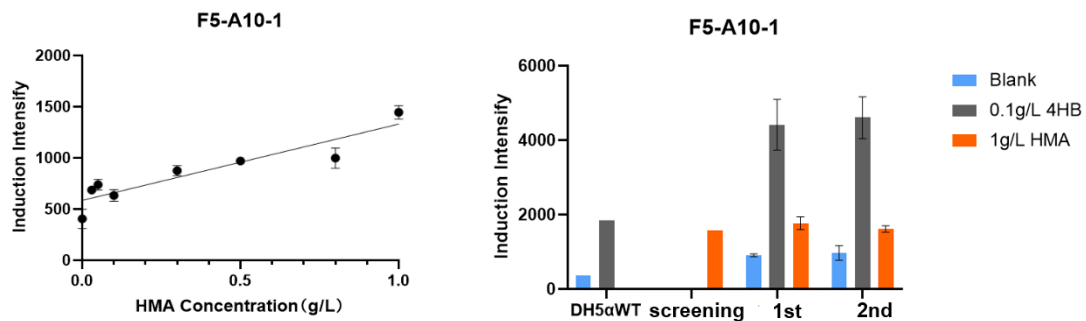 F5-A10-1
Induction Intensify
2000
1500
1000
500
0
0.0
0.5
1.0
HMA Concentration（g/L）
F5-A10-1
Induction Intensify
6000
4000
2000
0
DH5αWT
screening
1st
2nd
Blank
0.1g/L 4HB
1g/L HMA